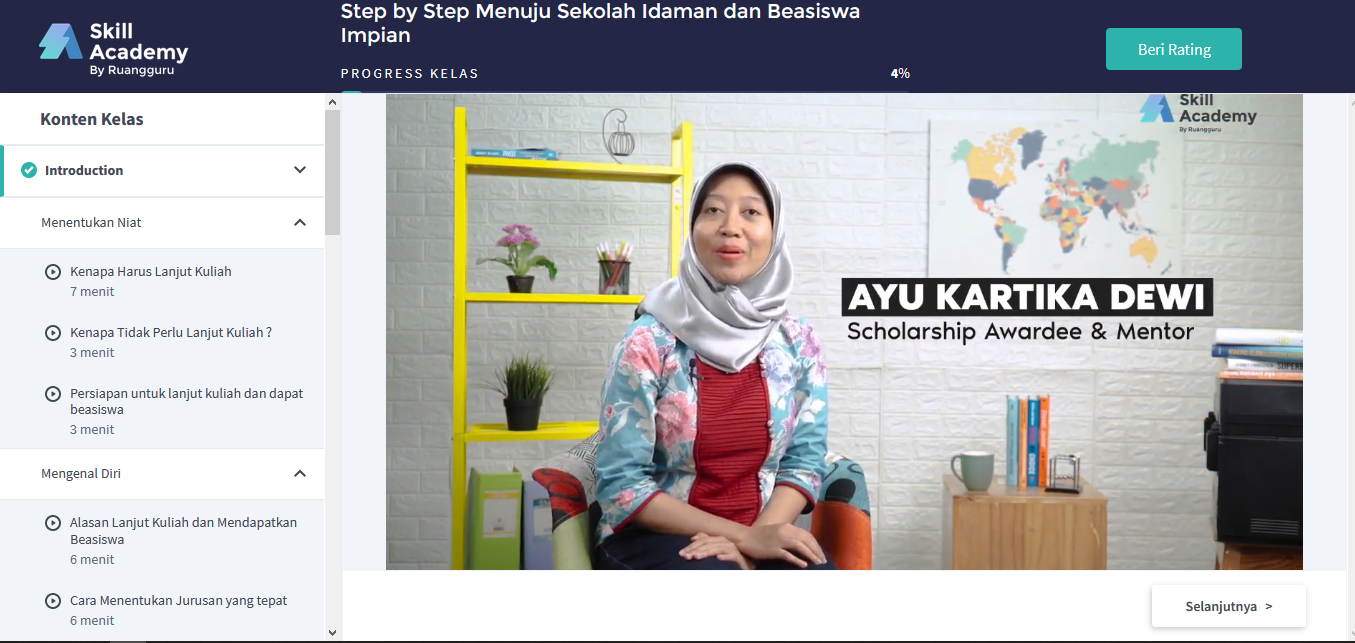 Skill
Academy
By Ruangguru
Step by Step Menuju Sekolah Idaman dan Beasiswa
Impian
PROGRESS KELAS
4%
Beri Rating
Konten Kelas
Introduction
Menentukan Niat
Kenapa Harus Lanjut Kuliah
7 menit
Kenapa Tidak Perlu Lanjut Kuliah ?
3 menit
Persiapan untuk lanjut kuliah dan dapat
beasiswa
3 menit
Mengenal Diri
Alasan Lanjut Kuliah dan Mendapatkan
Beasiswa
6 menit
Cara Menentukan Jurusan yang tepat
6 menit
Skill
Academy
By Ruangguru
AYU KARTIKA DEWI
Scholarship Awardee & Mentor
Selanjutnya >